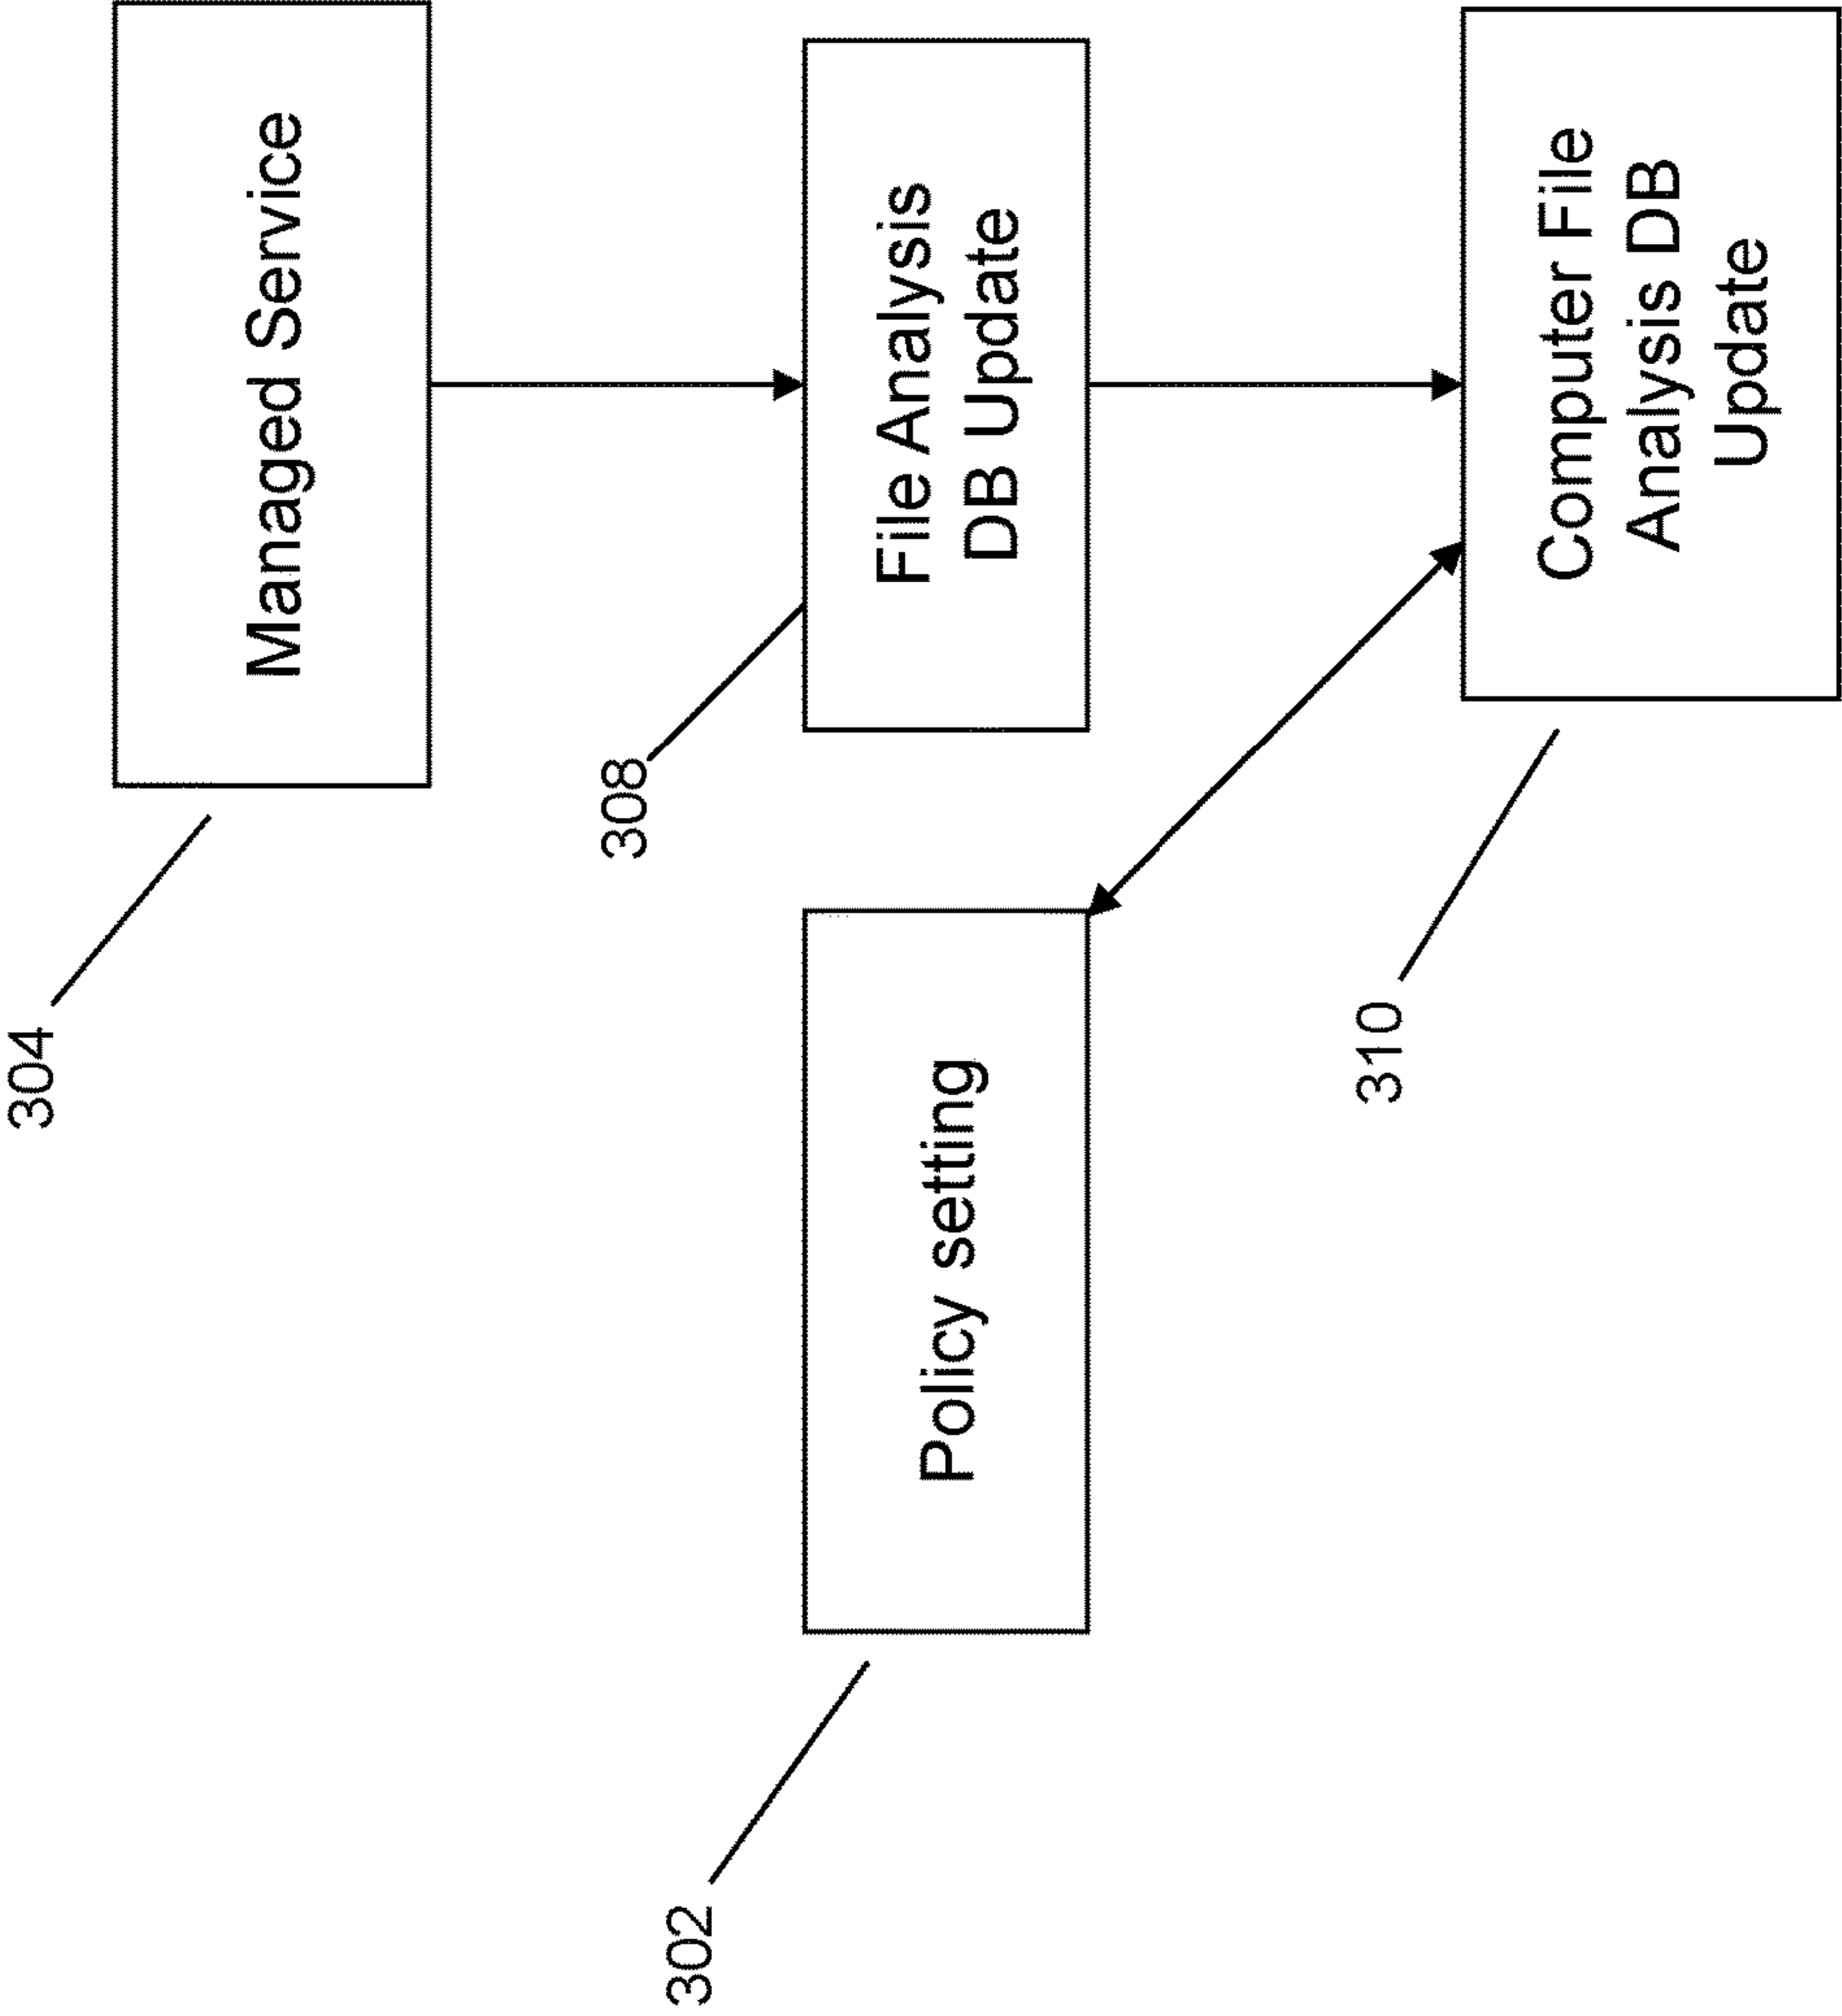 304
Managed Service
308
File Analysis
DB Update
302
Policy setting
310
Computer File
Analysis DB
Update